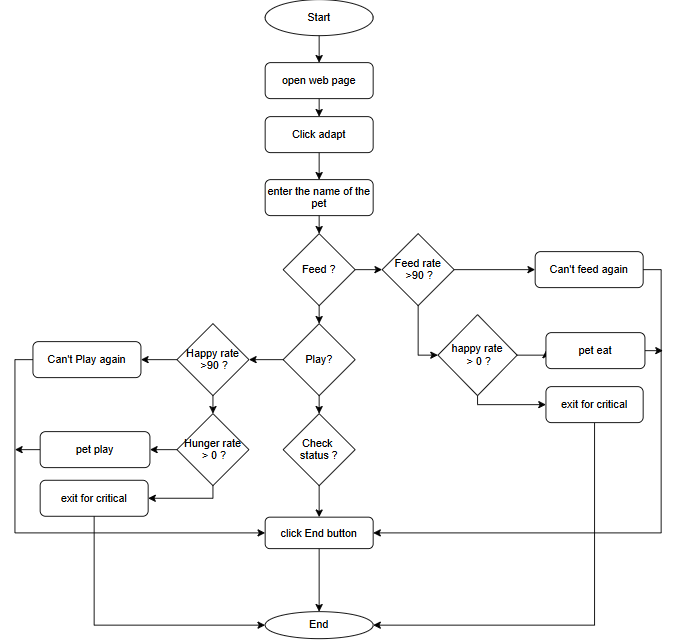 Start
open web page
Click adapt
enter the name of the
pet
Feed ?
Feed rate
>90 ?
Can't feed again
happy rate
> 0 ?
pet eat
exit for critical
Play?
Happy rate
>90 ?
Can't Play again
Hunger rate
> 0 ?
pet play
exit for critical
Check
status ?
click End button
End